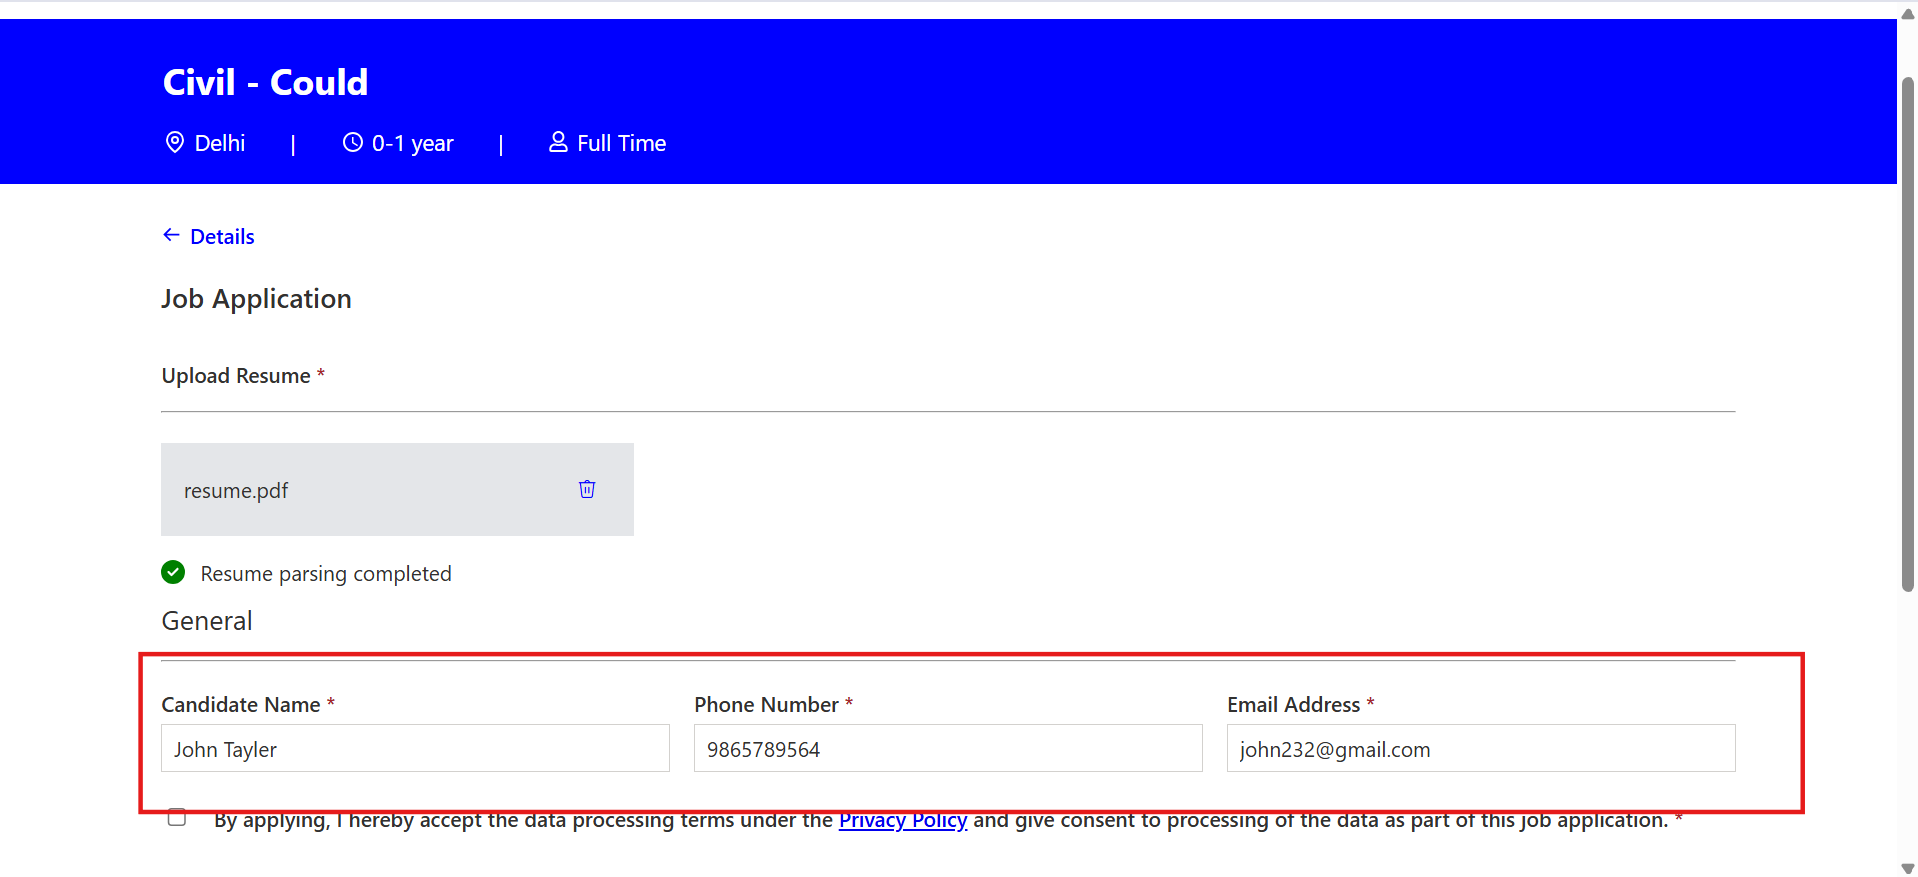 Civil - Could
Delhi | 0-1 year | Full Time
← Details
Job Application
Upload Resume *
resume.pdf
Resume parsing completed
General
Candidate Name * Phone Number * Email Address *
John Tayler 9865789564 john232@gmail.com
By applying, I hereby accept the data processing terms under the Privacy Policy and give consent to processing of the data as part of this job application. *